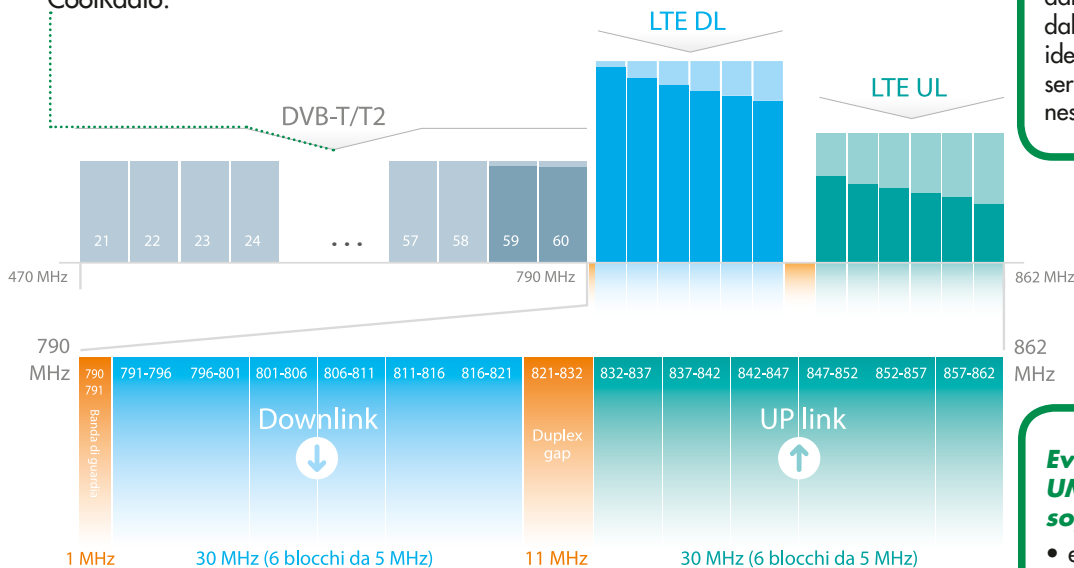 CoolRadio.
LTE DL
LTE UL
DVB-T/T2
21 22 23 24 ... 57 58 59 60
470 MHz 790 MHz 862 MHz
790 MHz
862 MHz
790 791
791-796 796-801 801-806 806-811 811-816 816-821 821-832 832-837 837-842 842-847 847-852 852-857 857-862
Banda di guardia
Downlink
Duplex gap
UP link
1 MHz 30 MHz (6 blocchi da 5 MHz) 11 MHz 30 MHz (6 blocchi da 5 MHz)